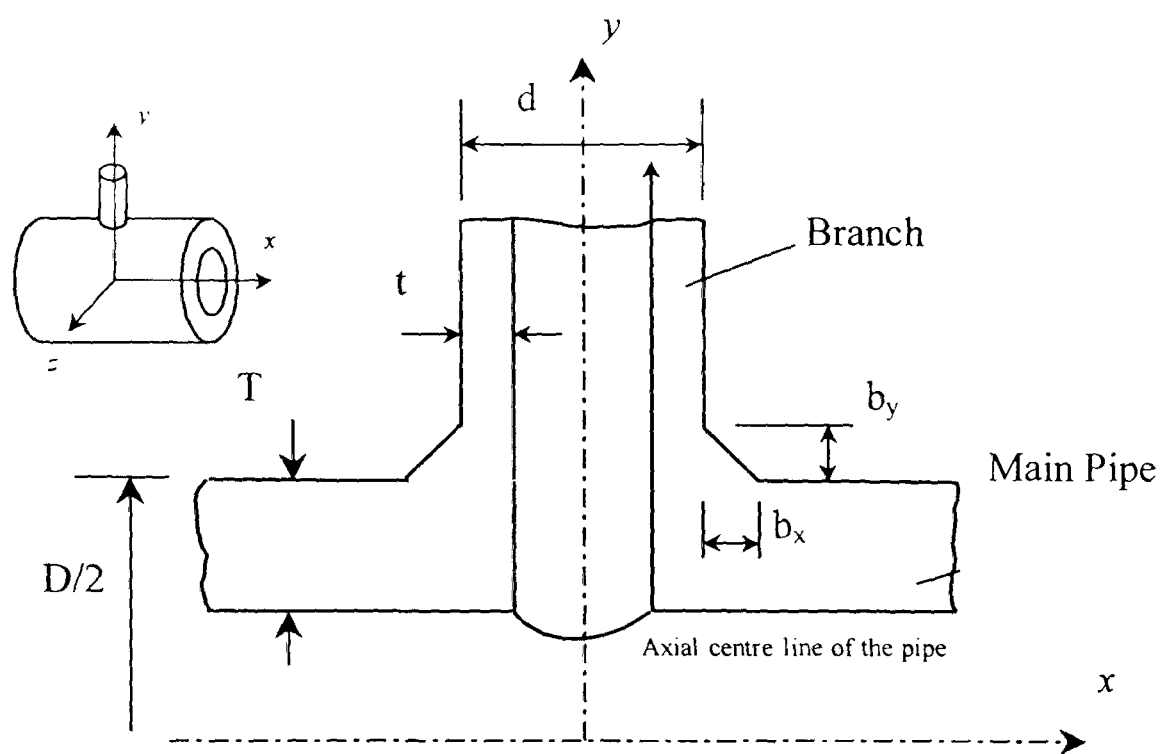 y
d
y
x
z
Branch
t
T
b_y
Main Pipe
b_x
D/2
Axial centre line of the pipe
x